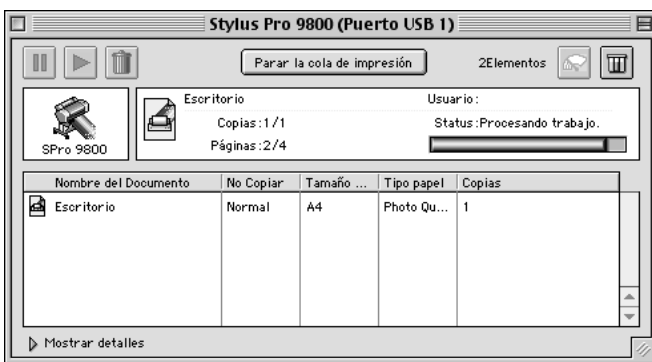 Stylus Pro 9800 (Puerto USB 1)
Parar la cola de impresión
2Elementos
SPro 9800
Escritorio
Usuario:
Copias:1/1
Status:Procesando trabajo.
Páginas:2/4
Nombre del Documento No Copiar Tamaño ... Tipo papel Copias
Escritorio Normal A4 Photo Qu... 1
Mostrar detalles